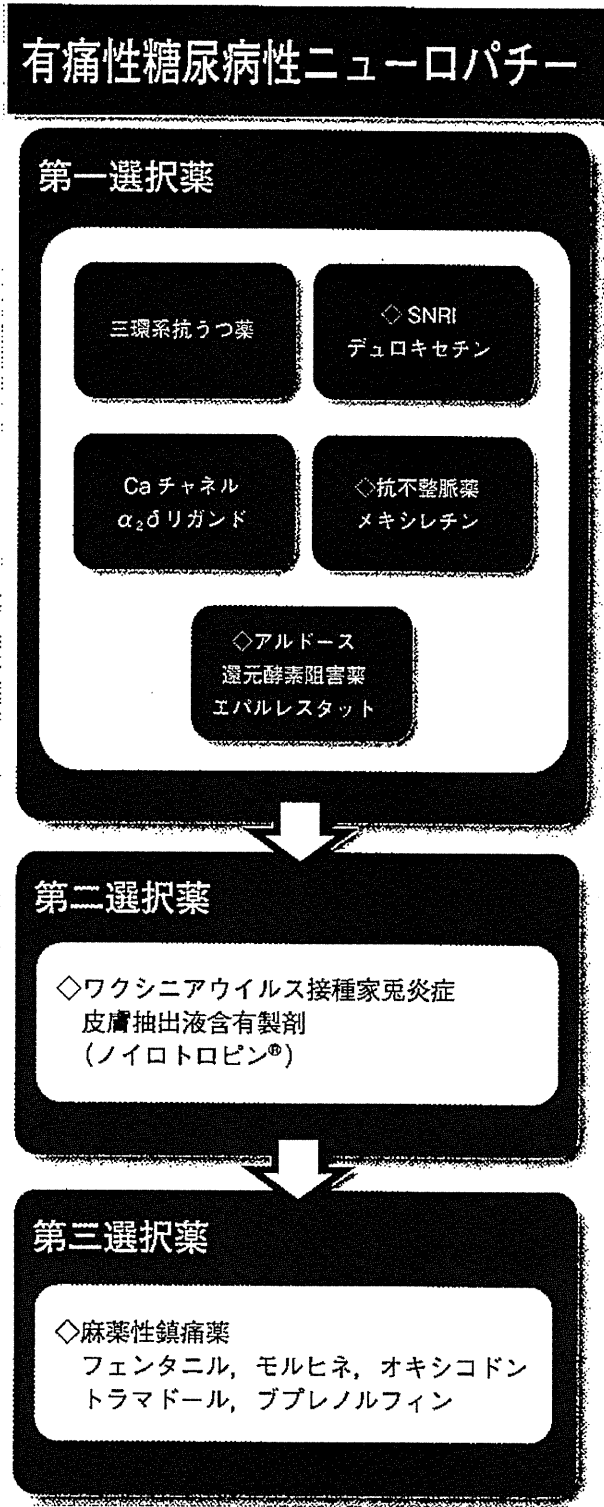 有痛性糖尿病性ニューロパチー
第一選択薬
三環系抗うつ薬
◇SNRI
デュロキセチン
Caチャネル
α₂δリガンド
◇抗不整脈薬
メキシレチン
◇アルドース
還元酵素阻害薬
エパルレスタット
第二選択薬
◇ワクシニアウイルス接種家兎炎症
皮膚抽出液含有製剤
(ノイロトロピン®)
第三選択薬
◇麻薬性鎮痛薬
フェンタニル，モルヒネ，オキシコドン
トラマドール，ブプレノルフィン